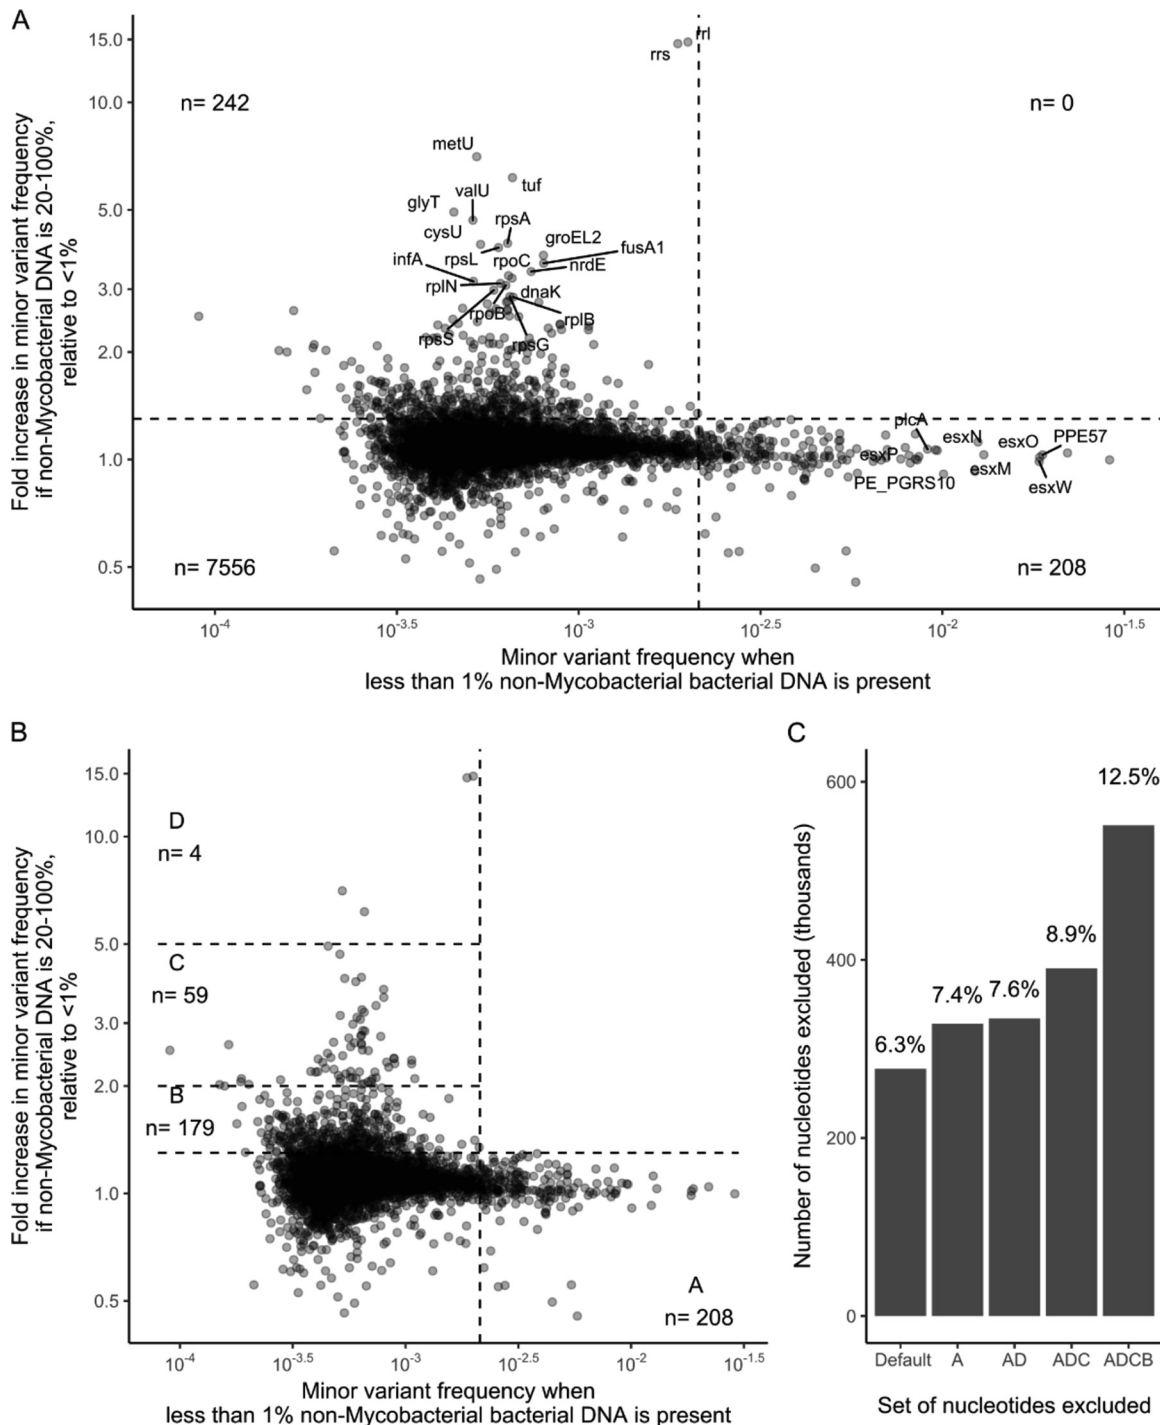 A
Fold increase in minor variant frequency
if non-Mycobacterial DNA is 20-100%,
relative to <1%
15.0
10.0
5.0
3.0
2.0
1.0
0.5
n= 242
n= 0
n= 7556
n= 208
rrl
rrs
metU
tuf
valU
glyT
rpsA
cysU
groEL2
fusA1
rpsL
rpoC
infA
nrdE
rplN
dnaK
rpoB
rplB
rpsS
rpsG
plcA
esxN
esxO
PPE57
esxP
esxM
PE_PGRS10
esxW
10-4
10-3.5
10-3
10-2.5
10-2
10-1.5
Minor variant frequency when
less than 1% non-Mycobacterial bacterial DNA is present
B
Fold increase in minor variant frequency
if non-Mycobacterial DNA is 20-100%,
relative to <1%
15.0
10.0
5.0
3.0
2.0
1.0
0.5
D
n= 4
C
n= 59
B
n= 179
A
n= 208
10-4
10-3.5
10-3
10-2.5
10-2
10-1.5
Minor variant frequency when
less than 1% non-Mycobacterial bacterial DNA is present
C
Number of nucleotides excluded (thousands)
600
400
200
0
6.3%
7.4%
7.6%
8.9%
12.5%
Default
A
AD
ADC
ADCB
Set of nucleotides excluded